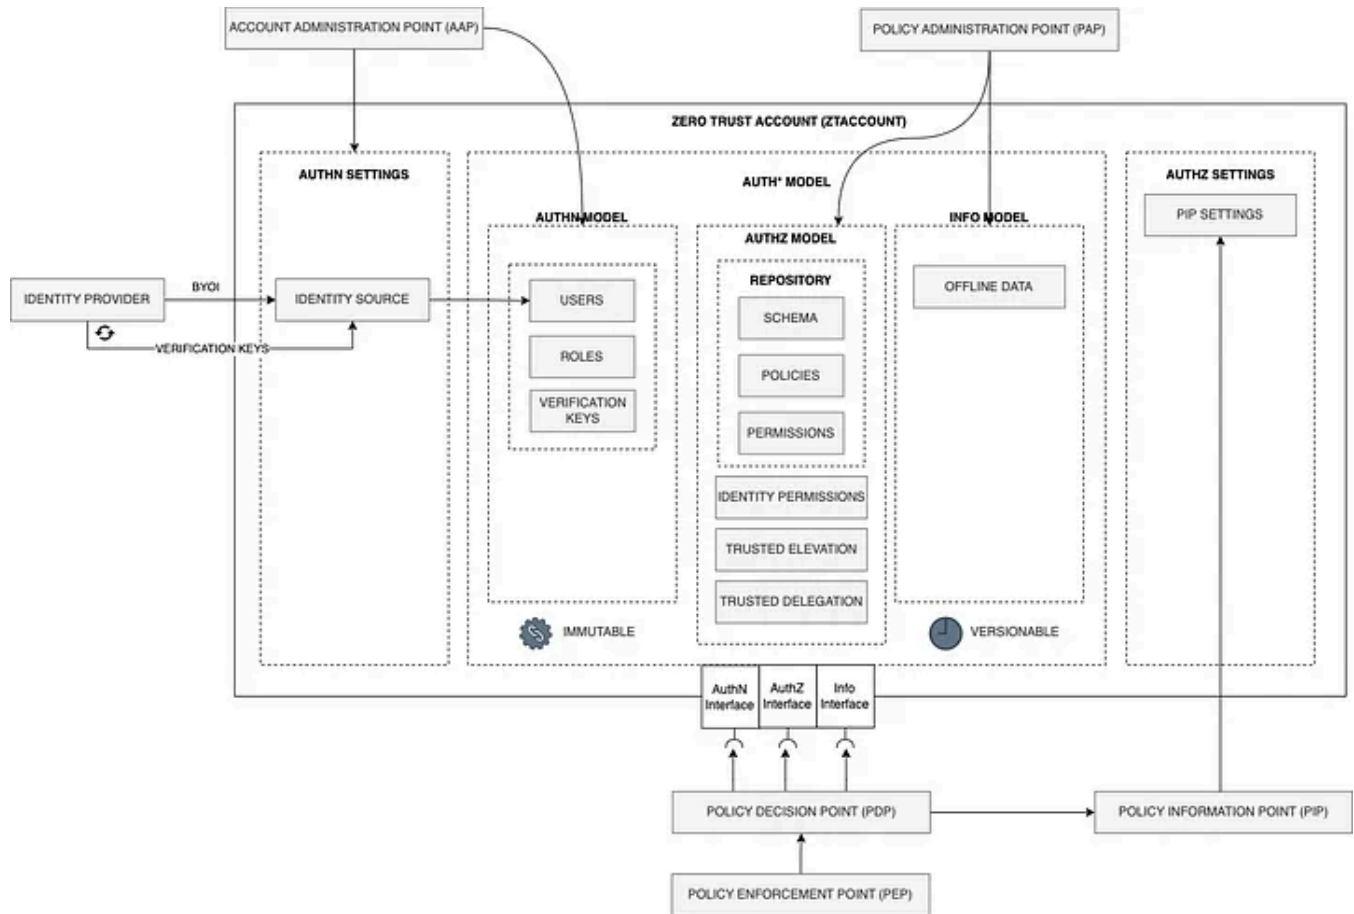 ACCOUNT ADMINISTRATION POINT (AAP)
POLICY ADMINISTRATION POINT (PAP)
ZERO TRUST ACCOUNT (ZTACCOUNT)
AUTHN SETTINGS
AUTH* MODEL
AUTHZ SETTINGS
AUTHN MODEL
AUTHZ MODEL
INFO MODEL
PIP SETTINGS
REPOSITORY
IDENTITY PROVIDER
BYOI
IDENTITY SOURCE
VERIFICATION KEYS
USERS
ROLES
VERIFICATION
KEYS
SCHEMA
POLICIES
PERMISSIONS
IDENTITY PERMISSIONS
TRUSTED ELEVATION
TRUSTED DELEGATION
OFFLINE DATA
IMMUTABLE
VERSIONABLE
AuthN
Interface
AuthZ
Interface
Info
Interface
POLICY DECISION POINT (PDP)
POLICY INFORMATION POINT (PIP)
POLICY ENFORCEMENT POINT (PEP)